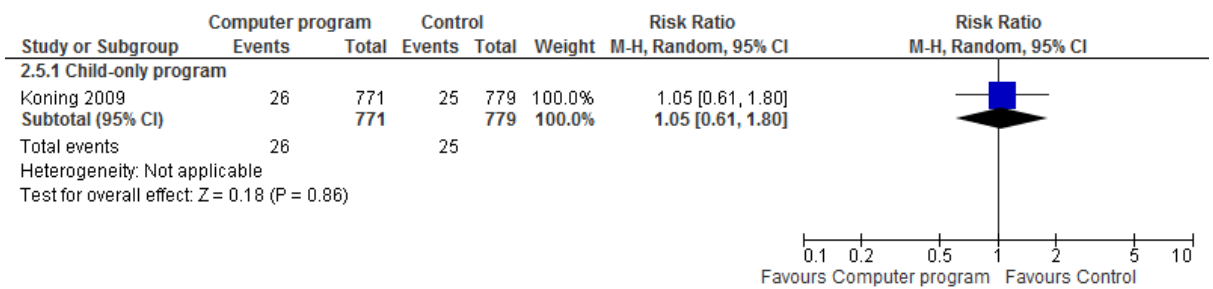 Computer program Control Risk Ratio Risk Ratio
Study or Subgroup Events Total Events Total Weight M-H, Random, 95% CI M-H, Random, 95% CI
2.5.1 Child-only program
Koning 2009 26 771 25 779 100.0% 1.05 [0.61, 1.80]
Subtotal (95% CI) 771 779 100.0% 1.05 [0.61, 1.80]
Total events 26 25
Heterogeneity: Not applicable
Test for overall effect: Z = 0.18 (P = 0.86)
0.1 0.2 0.5 1 2 5 10
Favours Computer program Favours Control